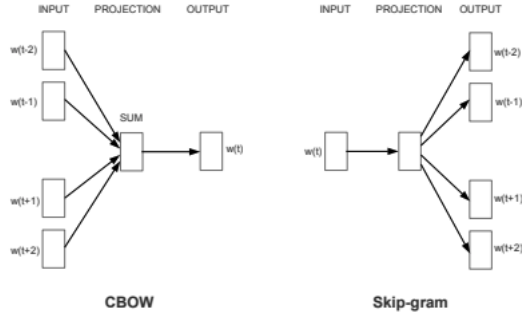 INPUT PROJECTION OUTPUT
w(t-2)
w(t-1)
SUM
w(t)
w(t+1)
w(t+2)
CBOW
INPUT PROJECTION OUTPUT
w(t-2)
w(t-1)
w(t)
w(t+1)
w(t+2)
Skip-gram